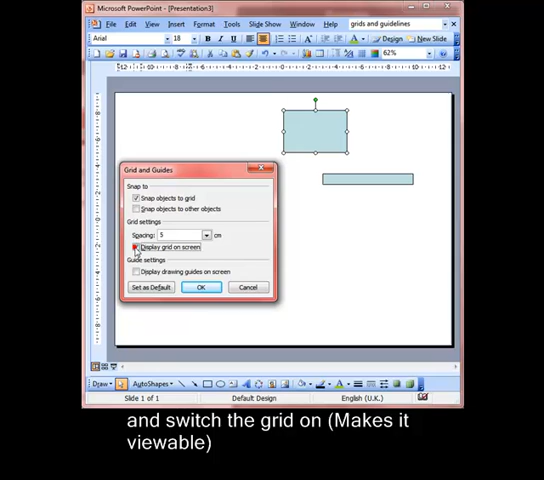 Microsoft PowerPoint - [Presentation3]
File Edit View Insert Format Tools Slide Show Window Help grids and guidelines
Arial 18 B I U S Design New Slide
62%
Grid and Guides
Snap to
Snap objects to grid
Snap objects to other objects
Grid settings
Spacing: 5 cm
Display grid on screen
Guide settings
Display drawing guides on screen
Set as Default OK Cancel
Draw AutoShapes
Slide 1 of 1 Default Design English (U.K.)
and switch the grid on (Makes it
viewable)